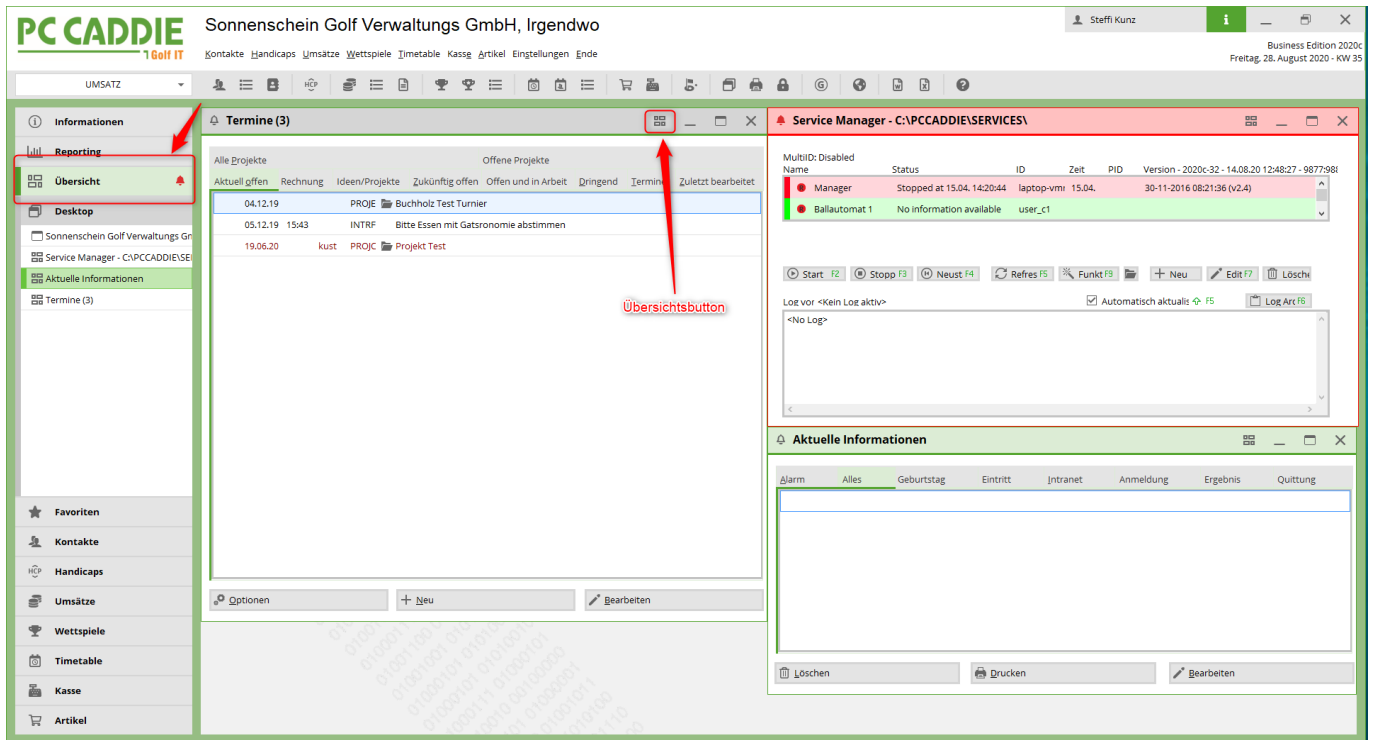 PC CADDIE
Golf IT
Sonnenschein Golf Verwaltungs GmbH, Irgendwo
Steffi Kunz
i
Kontakte Handicaps Umsätze Wettspiele Timetable Kasse Artikel Einstellungen Ende
Business Edition 2020c
Freitag, 28. August 2020 - KW 35
UMSATZ
HCP
G
Informationen
Reporting
Übersicht
Desktop
Sonnenschein Golf Verwaltungs Gn
Service Manager - C:\PCCADDIE\SEI
Aktuelle Informationen
Termine (3)
Favoriten
Kontakte
HCP Handicaps
Umsätze
Wettspiele
Timetable
Kasse
Artikel
Termine (3)
Alle Projekte Offene Projekte
Aktuell offen Rechnung Ideen/Projekte Zukünftig offen Offen und in Arbeit Dringend Termine Zuletzt bearbeitet
04.12.19 PROJE Buchholz Test Turnier
05.12.19 15:43 INTRF Bitte Essen mit Gatsronomie abstimmen
19.06.20 kust PROJC Projekt Test
Übersichtsbutton
Optionen Neu Bearbeiten
Service Manager - C:\PCCADDIE\SERVICES\
MultiID: Disabled
Name Status ID Zeit PID Version - 2020c-32 - 14.08.20 12:48:27 - 9877:988
Manager Stopped at 15.04. 14:20:44 laptop-vmi 15.04. 30-11-2016 08:21:36 (v2.4)
Ballautomat 1 No information available user_c1
Start F2 Stopp F3 Neust F4 Refres F5 Funkt F9 Neu Edit F7 Lösche
Log vor <Kein Log aktiv> Automatisch aktualis F5 Log Arc F6
<No Log>
Aktuelle Informationen
Alarm Alles Geburtstag Eintritt Intranet Anmeldung Ergebnis Quittung
Löschen Drucken Bearbeiten